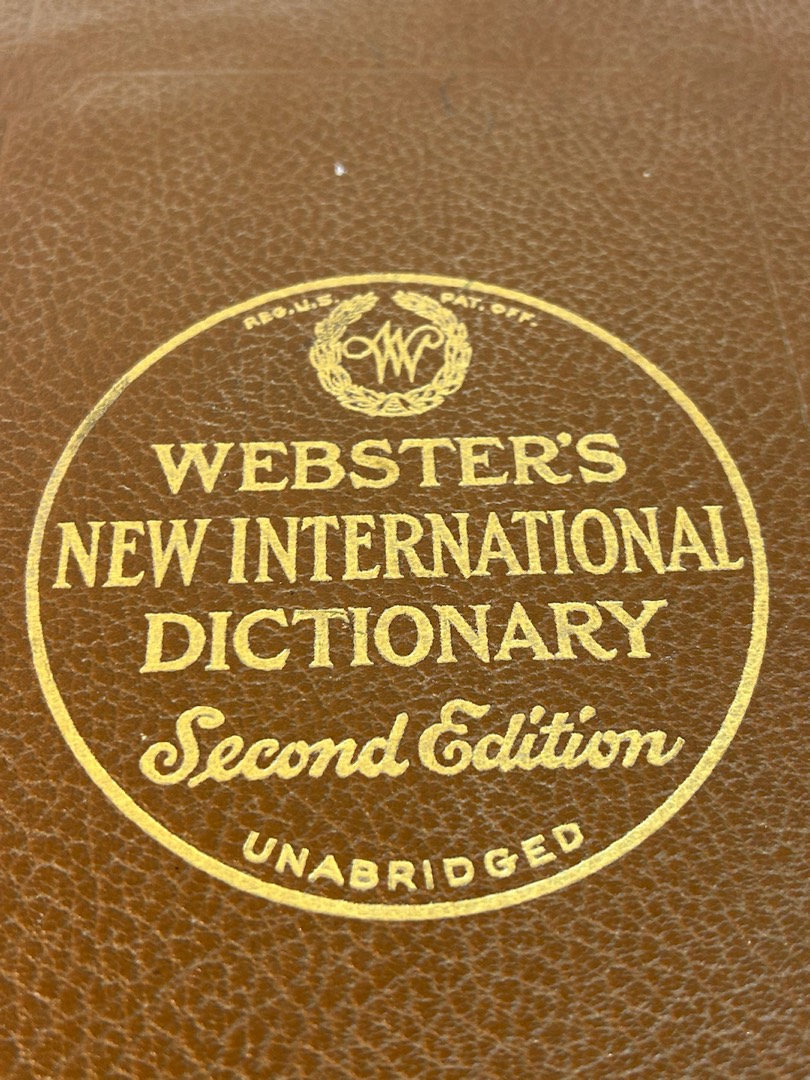 REG. U.S. PAT. OFF.
W
WEBSTER'S
NEW INTERNATIONAL
DICTIONARY
Second Edition
UNABRIDGED